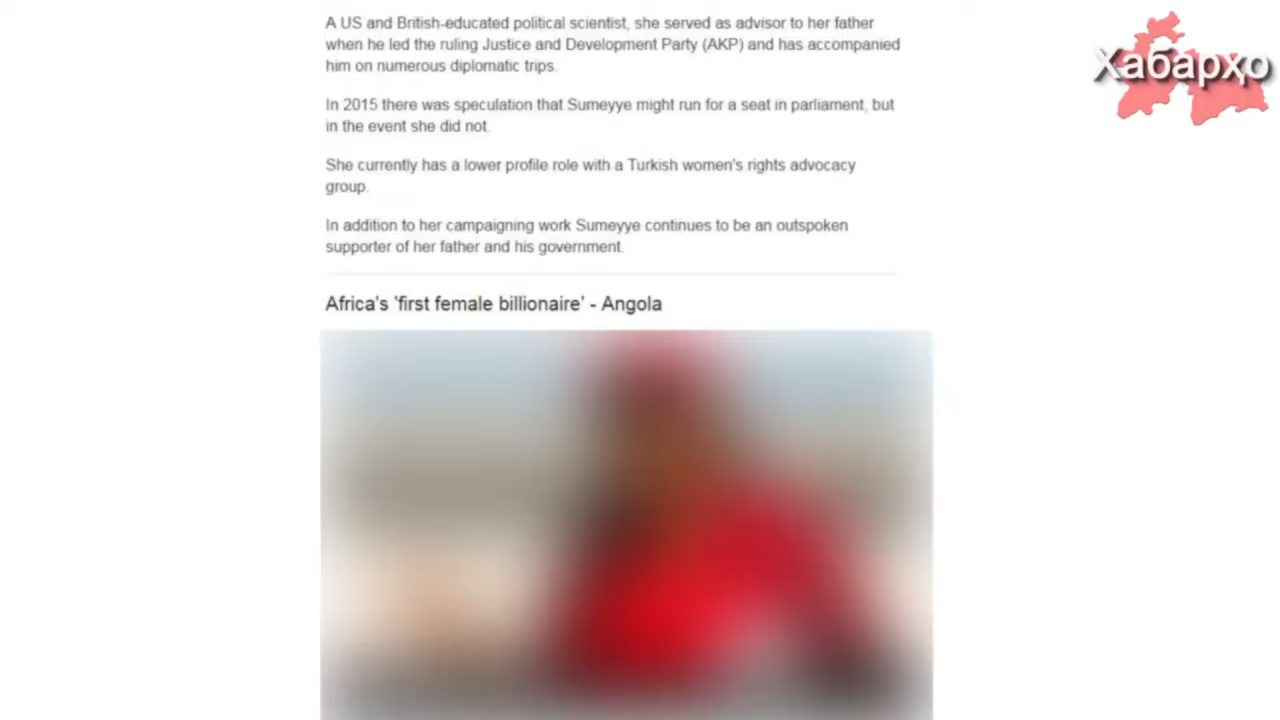 A US and British-educated political scientist, she served as advisor to her father
when he led the ruling Justice and Development Party (AKP) and has accompanied
him on numerous diplomatic trips.
In 2015 there was speculation that Sumeyye might run for a seat in parliament, but
in the event she did not.
She currently has a lower profile role with a Turkish women's rights advocacy
group.
In addition to her campaigning work Sumeyye continues to be an outspoken
supporter of her father and his government.
Africa's 'first female billionaire' - Angola
Хабарҳо